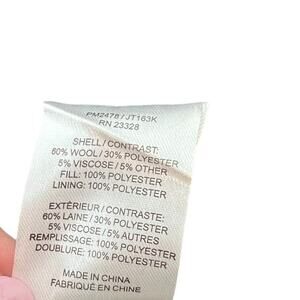 PM2478 / JT163K
RN 23328
SHELL / CONTRAST:
60% WOOL / 30% POLYESTER
5% VISCOSE / 5% OTHER
FILL: 100% POLYESTER
LINING: 100% POLYESTER
EXTÉRIEUR / CONTRASTE:
60% LAINE / 30% POLYESTER
5% VISCOSE / 5% AUTRES
REMPLISSAGE: 100% POLYESTER
DOUBLURE: 100% POLYESTER
MADE IN CHINA
FABRIQUÉ EN CHINE